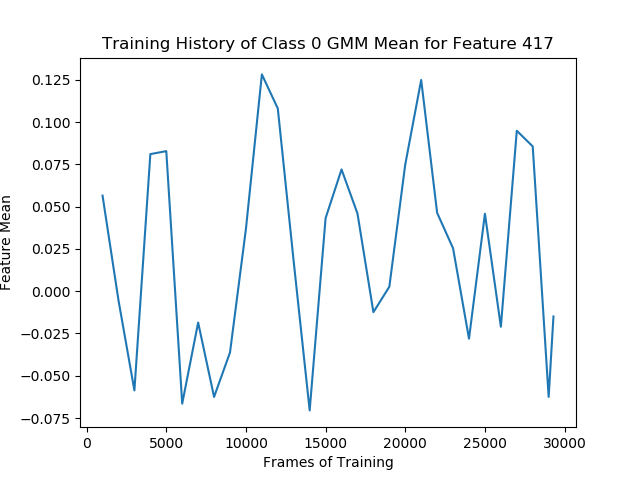 Training History of Class 0 GMM Mean for Feature 417
0.125
0.100
0.075
0.050
0.025
0.000
−0.025
−0.050
−0.075
Feature Mean
0 5000 10000 15000 20000 25000 30000
Frames of Training